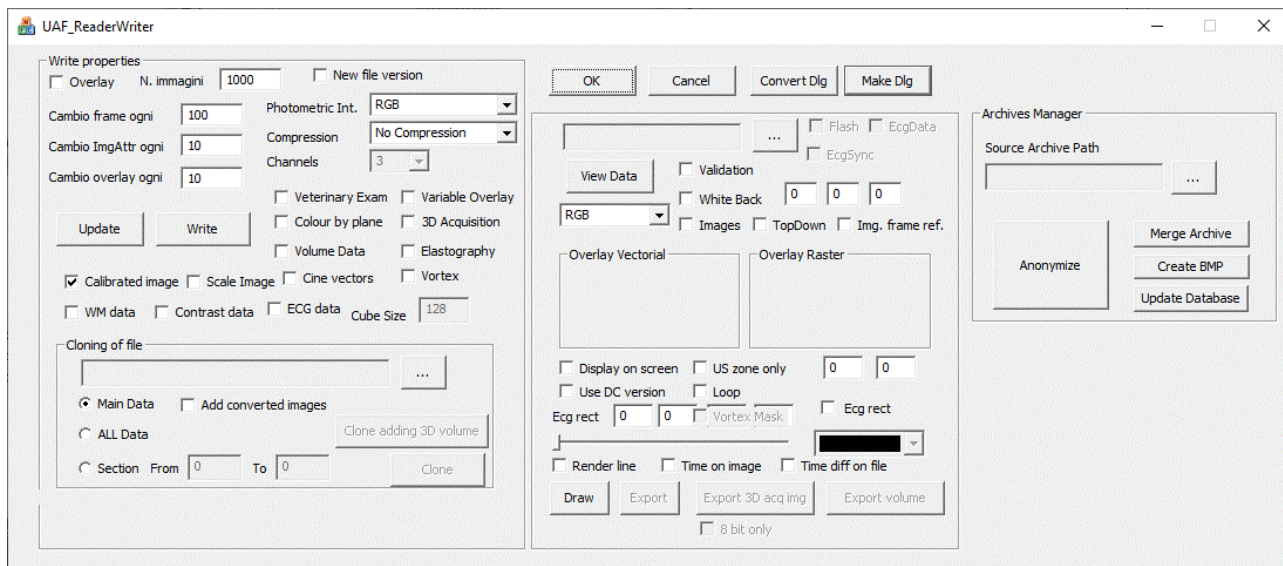 UAF_ReaderWriter
Write properties
Overlay N. immagini 1000 New file version
Cambio frame ogni 100
Photometric Int. RGB
Cambio ImgAttr ogni 10
Compression No Compression
Cambio overlay ogni 10
Channels 3
Veterinary Exam Variable Overlay
Update Write
Colour by plane 3D Acquisition
Volume Data Elastography
Calibrated image Scale Image Cine vectors Vortex
WM data Contrast data ECG data Cube Size 128
Cloning of file
...
Main Data Add converted images
ALL Data
Clone adding 3D volume
Section From 0 To 0 Clone
OK Cancel Convert Dlg Make Dlg
... Flash EcgData
EcgSync
View Data Validation
White Back 0 0 0
RGB
Images TopDown Img. frame ref.
Overlay Vectorial Overlay Raster
Display on screen US zone only 0 0
Use DC version Loop
Ecg rect 0 0 Vortex Mask Ecg rect
Render line Time on image Time diff on file
Draw Export Export 3D acq img Export volume
8 bit only
Archives Manager
Source Archive Path
...
Anonymize
Merge Archive
Create BMP
Update Database